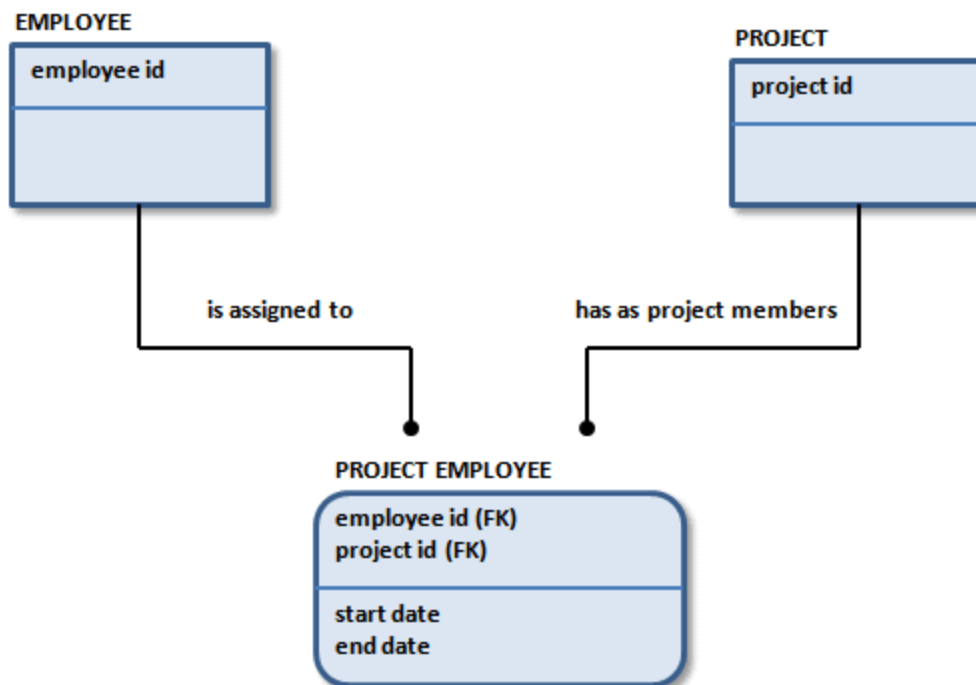 EMPLOYEE
employee id
PROJECT
project id
is assigned to
has as project members
PROJECT EMPLOYEE
employee id (FK)
project id (FK)
start date
end date